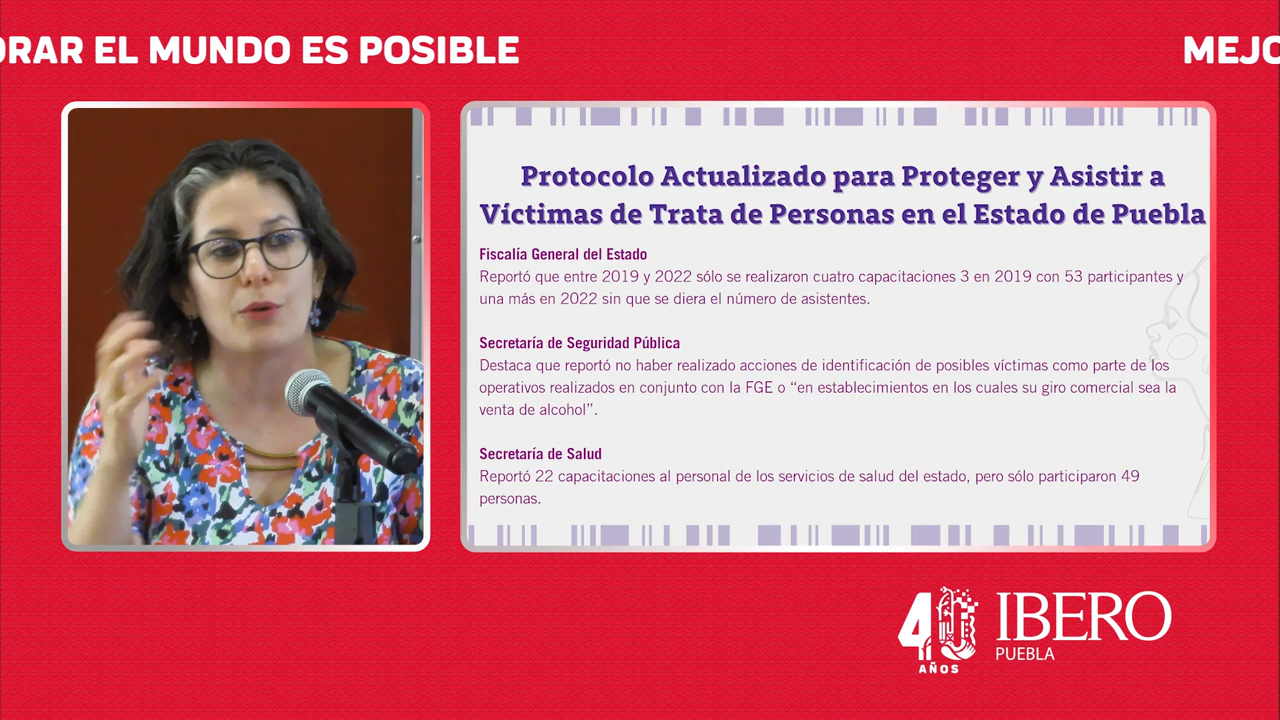 ORAR EL MUNDO ES POSIBLE
MEJO
Protocolo Actualizado para Proteger y Asistir a
Víctimas de Trata de Personas en el Estado de Puebla
Fiscalía General del Estado
Reportó que entre 2019 y 2022 sólo se realizaron cuatro capacitaciones 3 en 2019 con 53 participantes y
una más en 2022 sin que se diera el número de asistentes.
Secretaría de Seguridad Pública
Destaca que reportó no haber realizado acciones de identificación de posibles víctimas como parte de los
operativos realizados en conjunto con la FGE o “en establecimientos en los cuales su giro comercial sea la
venta de alcohol”.
Secretaría de Salud
Reportó 22 capacitaciones al personal de los servicios de salud del estado, pero sólo participaron 49
personas.
40
AÑOS
IBERO
PUEBLA